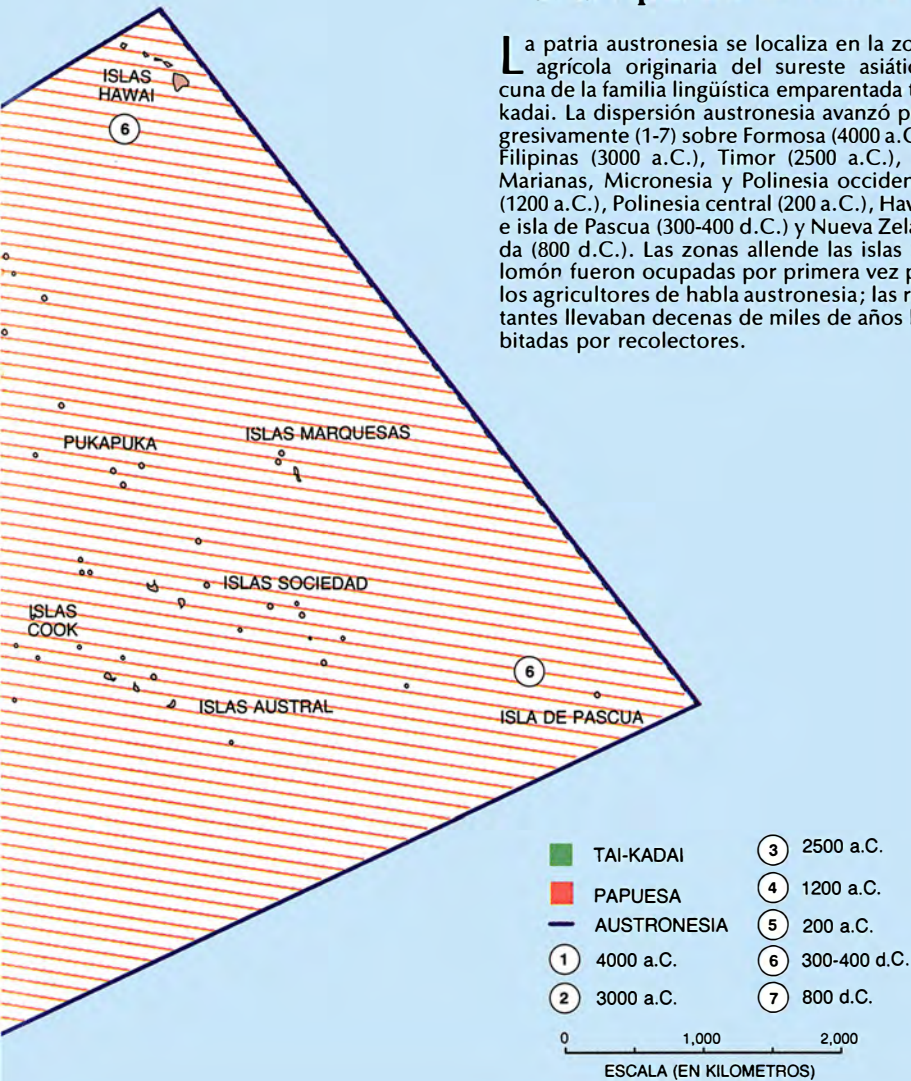 La patria austronesia se localiza en la zo
agrícola originaria del sureste asiátic
cuna de la familia lingüística emparentada t
kadai. La dispersión austronesia avanzó p
gresivamente (1-7) sobre Formosa (4000 a.C
Filipinas (3000 a.C.), Timor (2500 a.C.),
Marianas, Micronesia y Polinesia occiden
(1200 a.C.), Polinesia central (200 a.C.), Hav
e isla de Pascua (300-400 d.C.) y Nueva Zela
da (800 d.C.). Las zonas allende las islas
lomón fueron ocupadas por primera vez p
los agricultores de habla austronesia; las r
tantes llevaban decenas de miles de años
bitadas por recolectores.
ISLAS
HAWAI
6
PUKAPUKA
ISLAS MARQUESAS
ISLAS SOCIEDAD
ISLAS
COOK
ISLAS AUSTRAL
6
ISLA DE PASCUA
TAI-KADAI
PAPUESA
AUSTRONESIA
1 4000 a.C.
2 3000 a.C.
3 2500 a.C.
4 1200 a.C.
5 200 a.C.
6 300-400 d.C.
7 800 d.C.
0 1,000 2,000
ESCALA (EN KILOMETROS)